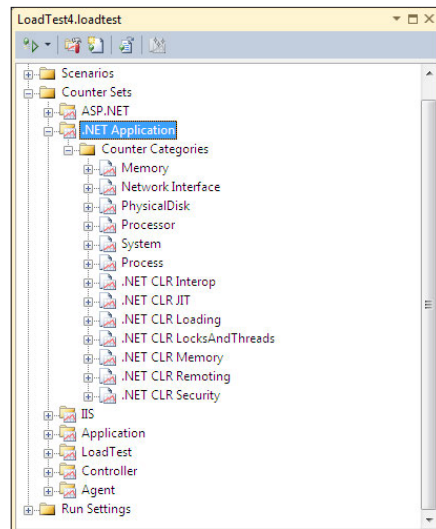 LoadTest4.loadtest
Scenarios
Counter Sets
ASP.NET
.NET Application
Counter Categories
Memory
Network Interface
PhysicalDisk
Processor
System
Process
.NET CLR Interop
.NET CLR JIT
.NET CLR Loading
.NET CLR LocksAndThreads
.NET CLR Memory
.NET CLR Remoting
.NET CLR Security
IIS
Application
LoadTest
Controller
Agent
Run Settings